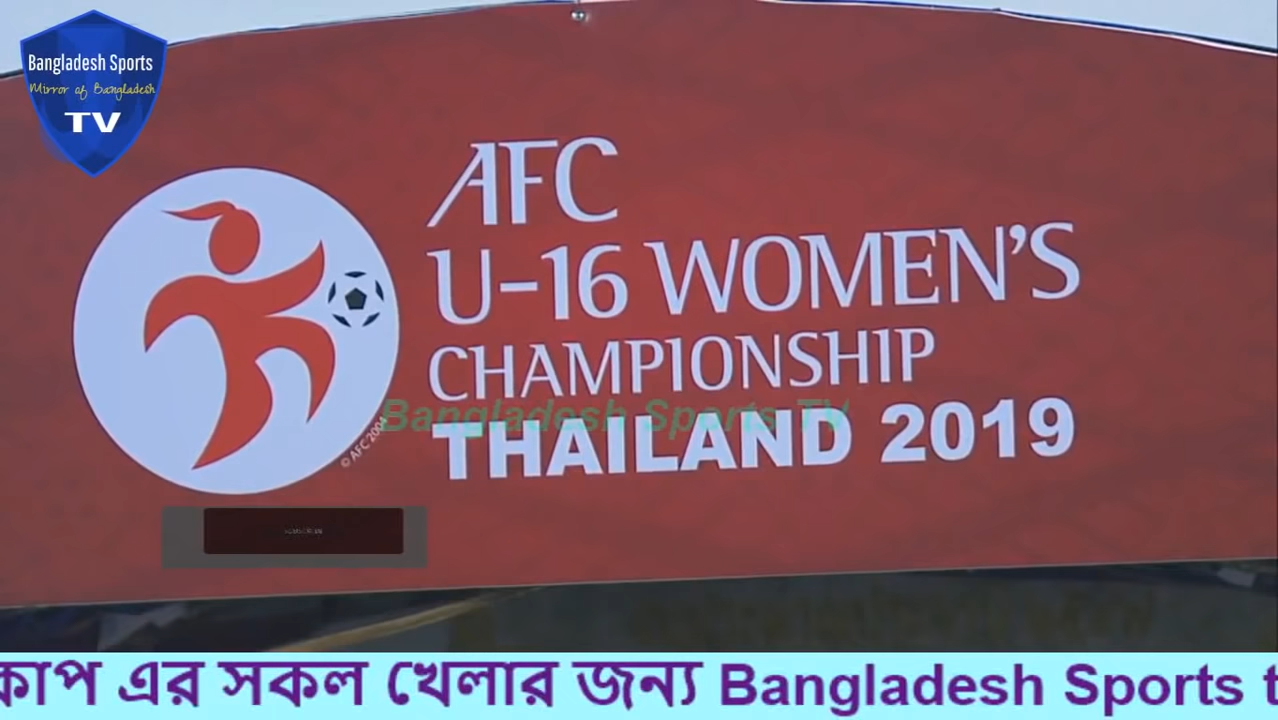 Bangladesh Sports
Mirror of Bangladesh
TV
AFC
U-16 WOMEN'S
CHAMPIONSHIP
Bangladesh Sports TV
THAILAND 2019
© AFC 2004
কাপ এর সকল খেলার জন্য Bangladesh Sports t